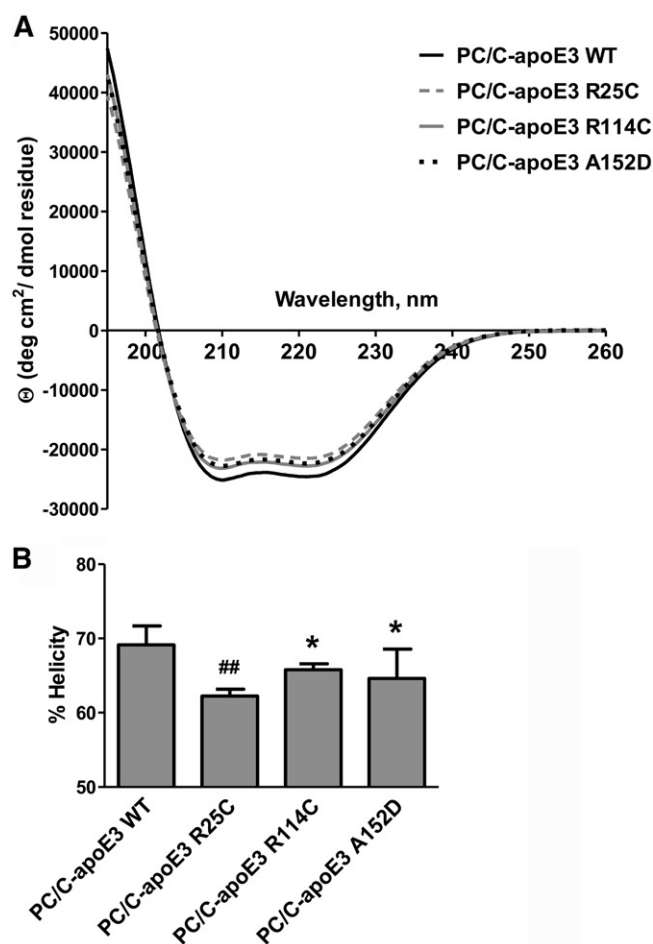 A
50000
40000
30000
20000
10000
0
-10000
-20000
-30000
Θ (deg cm²/ dmol residue)
PC/C-apoE3 WT
PC/C-apoE3 R25C
PC/C-apoE3 R114C
PC/C-apoE3 A152D
Wavelength, nm
200 210 220 230 240 250 260
B
80
70
60
50
% Helicity
##
*
*
PC/C-apoE3 WT
PC/C-apoE3 R25C
PC/C-apoE3 R114C
PC/C-apoE3 A152D